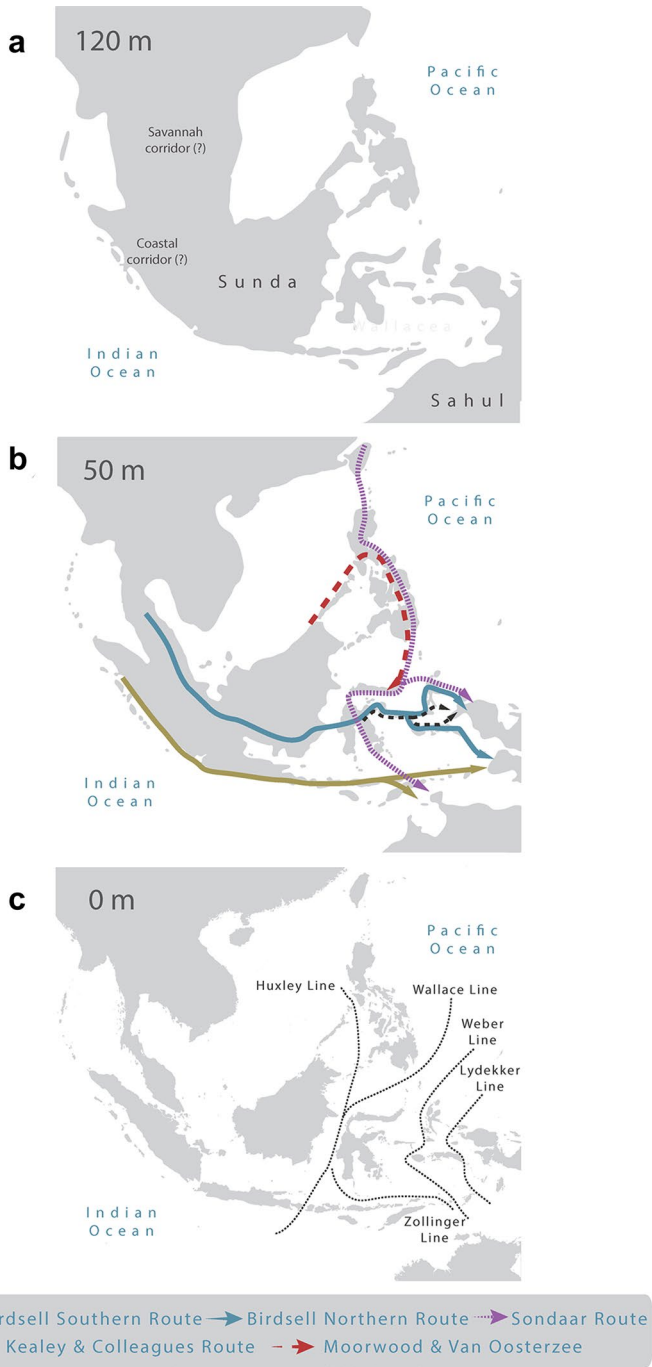 a
120 m
Pacific
Ocean
Savannah
corridor (?)
Coastal
corridor (?)
Sunda
Wallacea
Indian
Ocean
Sahul
b
50 m
Pacific
Ocean
Indian
Ocean
c
0 m
Pacific
Ocean
Huxley Line
Wallace Line
Weber
Line
Lydekker
Line
Indian
Ocean
Zollinger
Line
rdsell Southern Route Birdsell Northern Route Sondaar Route
Kealey & Colleagues Route Moorwood & Van Oosterzee